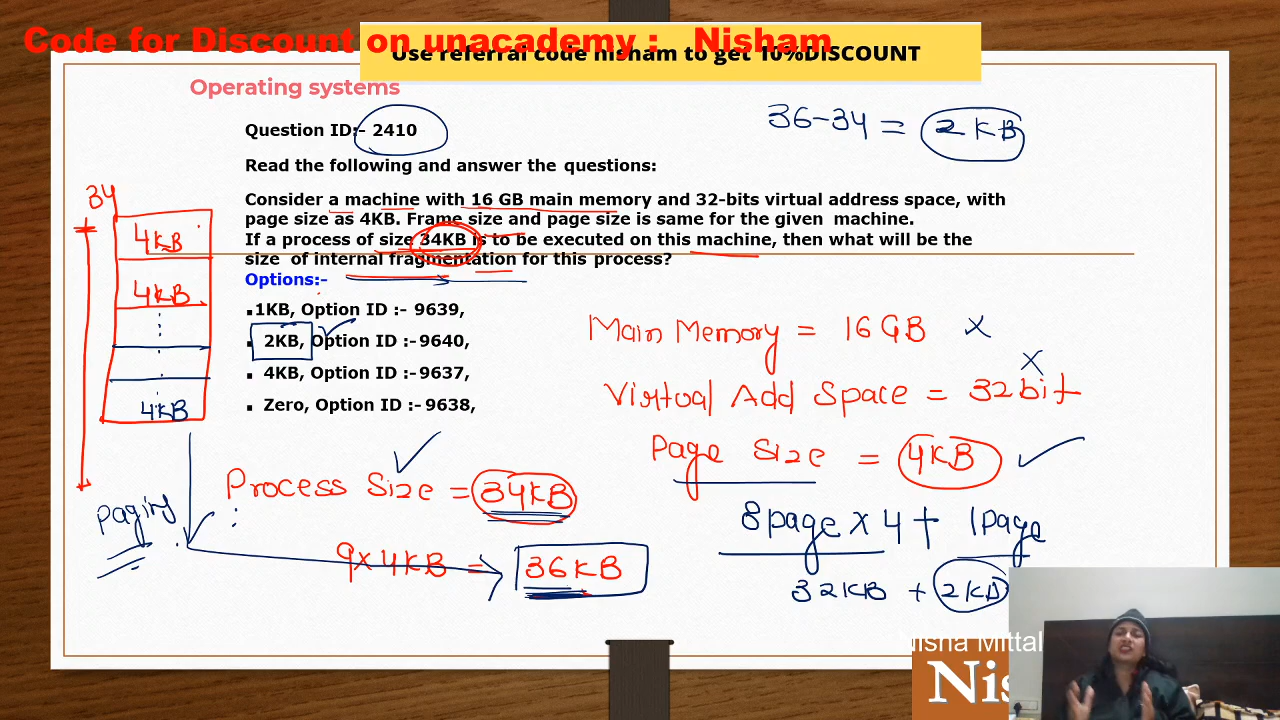 Code for Discount on unacademy : Nisham
Use referral code nisham to get 10%DISCOUNT
Operating systems
36-34 = 2KB
Question ID:- 2410
Read the following and answer the questions:
34
Consider a machine with 16 GB main memory and 32-bits virtual address space, with
page size as 4KB. Frame size and page size is same for the given machine.
If a process of size 34KB is to be executed on this machine, then what will be the
size of internal fragmentation for this process?
4KB
4KB
4KB
Options:-
▪1KB, Option ID :- 9639,
▪ 2KB, Option ID :-9640,
▪ 4KB, Option ID :-9637,
▪ Zero, Option ID :-9638,
Main Memory = 16GB x
x
Virtual Add Space = 32bit
Page Size = 4KB
Process Size = 34KB
paging
9x4KB = 36KB
8page x 4 + 1page
32KB + 2KB
Nisha Mittal
Nis